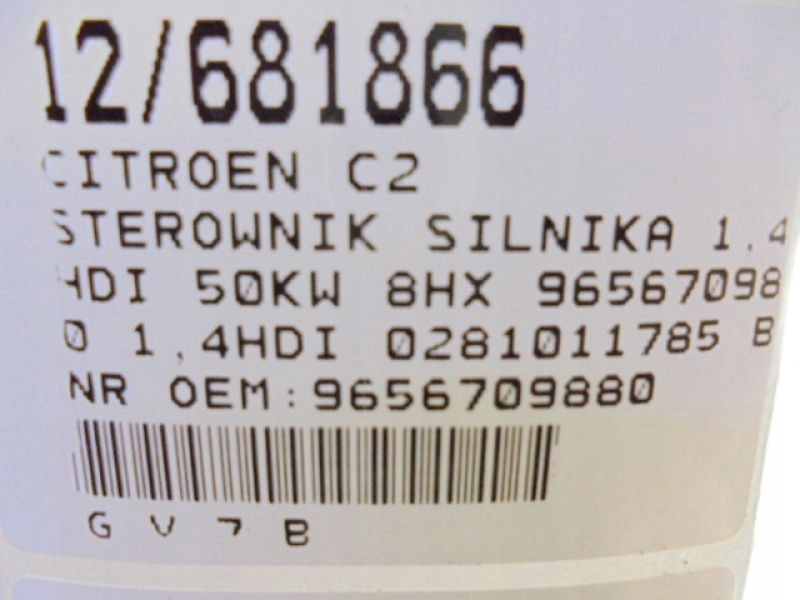 12/681866
CITROEN C2
STEROWNIK SILNIKA 1,4
HDI 50KW 8HX 96567098
0 1,4HDI 0281011785 B
NR OEM:9656709880
G V 7 B